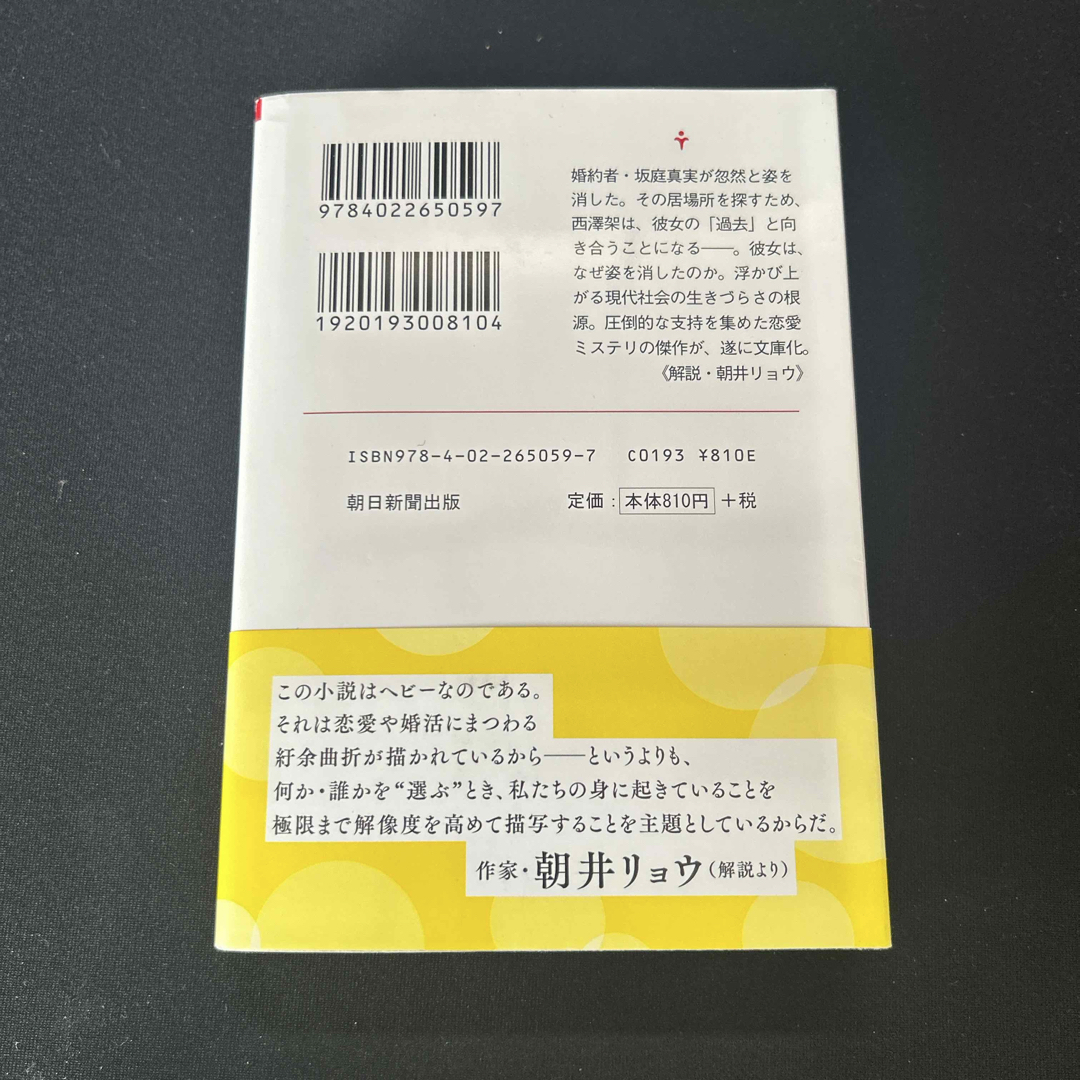 9784022650597
1920193008104
婚約者・坂庭真実が忽然と姿を
消した。その居場所を探すため、
西澤架は、彼女の「過去」と向
き合うことになる――。彼女は、
なぜ姿を消したのか。浮かび上
がる現代社会の生きづらさの根
源。圧倒的な支持を集めた恋愛
ミステリの傑作が、遂に文庫化。
《解説・朝井リョウ》
ISBN978-4-02-265059-7 C0193 ¥810E
朝日新聞出版 定価：本体810円＋税
この小説はヘビーなのである。
それは恋愛や婚活にまつわる
紆余曲折が描かれているから――というよりも、
何か・誰かを“選ぶ”とき、私たちの身に起きていることを
極限まで解像度を高めて描写することを主題としているからだ。
作家・朝井リョウ（解説より）